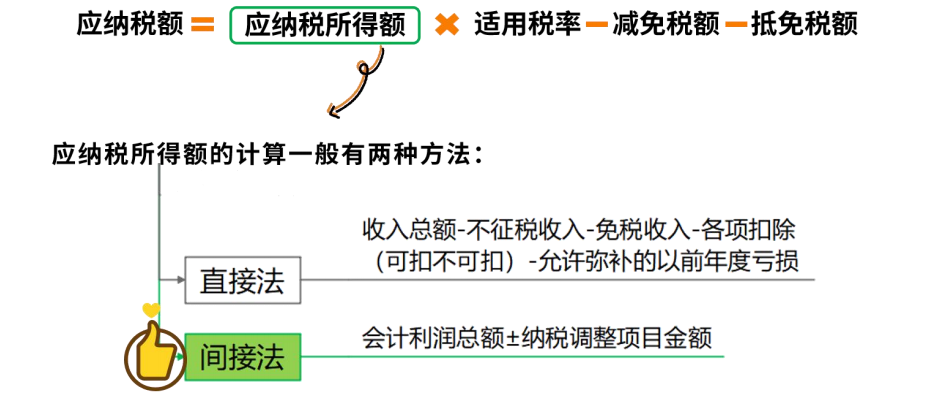 应纳税额=应纳税所得额×适用税率-减免税额-抵免税额
应纳税所得额的计算一般有两种方法：
收入总额-不征税收入-免税收入-各项扣除
（可扣不可扣）-允许弥补的以前年度亏损
直接法
会计利润总额±纳税调整项目金额
间接法